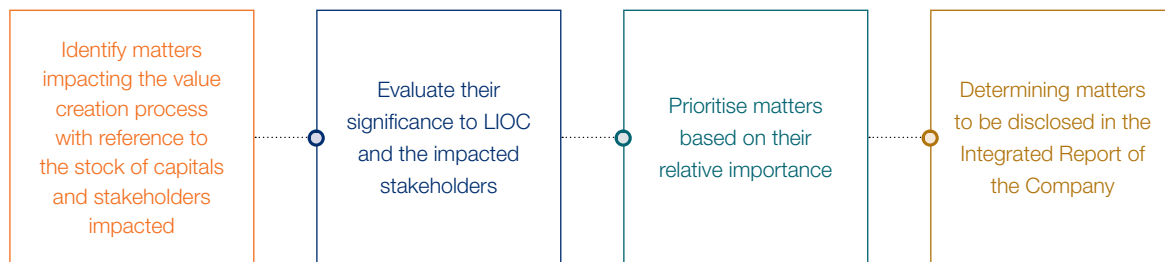 Identify matters
impacting the value
creation process
with reference to
the stock of capitals
and stakeholders
impacted
Evaluate their
significance to LIOC
and the impacted
stakeholders
Prioritise matters
based on their
relative importance
Determining matters
to be disclosed in the
Integrated Report of
the Company